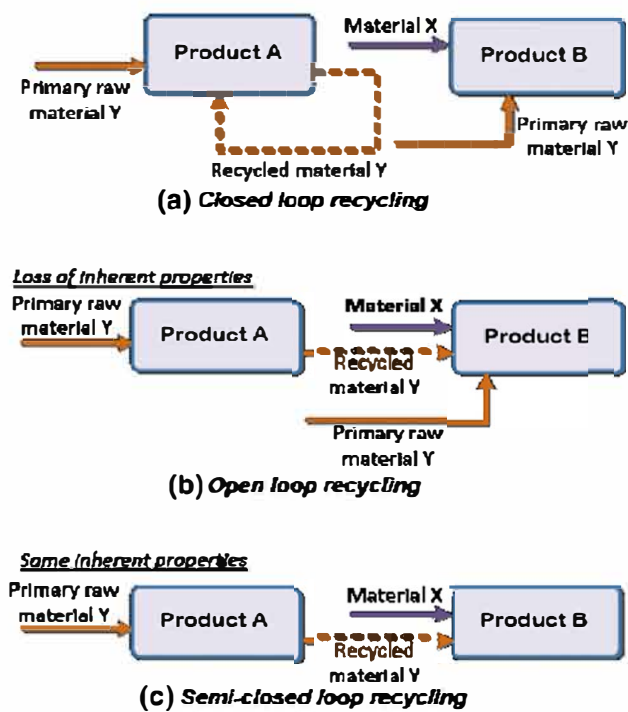 Product A
Material X
Product B
Primary raw
material Y
Primary raw
material Y
Recycled material Y
(a) Closed loop recycling
Loss of inherent properties
Primary raw
material Y
Product A
Material X
Product B
Recycled
material Y
Primary raw
material Y
(b) Open loop recycling
Same inherent properties
Primary raw
material Y
Product A
Material X
Product B
Recycled
material Y
(c) Semi-closed loop recycling